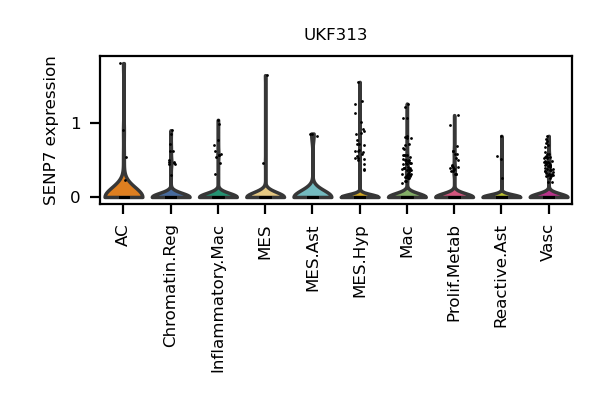 UKF313
SENP7 expression
1
0
AC
Chromatin.Reg
Inflammatory.Mac
MES
MES.Ast
MES.Hyp
Mac
Prolif.Metab
Reactive.Ast
Vasc